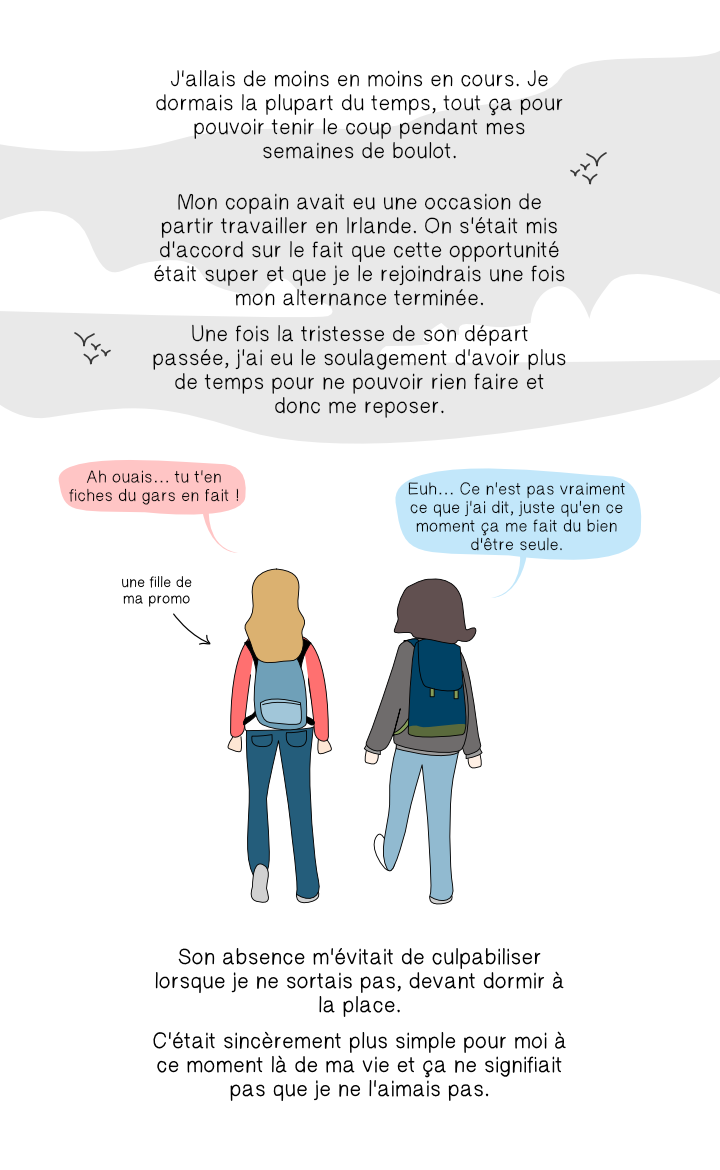 J'allais de moins en moins en cours. Je
dormais la plupart du temps, tout ça pour
pouvoir tenir le coup pendant mes
semaines de boulot.
Mon copain avait eu une occasion de
partir travailler en Irlande. On s'était mis
d'accord sur le fait que cette opportunité
était super et que je le rejoindrais une fois
mon alternance terminée.
Une fois la tristesse de son départ
passée, j'ai eu le soulagement d'avoir plus
de temps pour ne pouvoir rien faire et
donc me reposer.
Ah ouais... tu t'en
fiches du gars en fait !
Euh... Ce n'est pas vraiment
ce que j'ai dit, juste qu'en ce
moment ça me fait du bien
d'être seule.
une fille de
ma promo
Son absence m'évitait de culpabiliser
lorsque je ne sortais pas, devant dormir à
la place.
C'était sincèrement plus simple pour moi à
ce moment là de ma vie et ça ne signifiait
pas que je ne l'aimais pas.